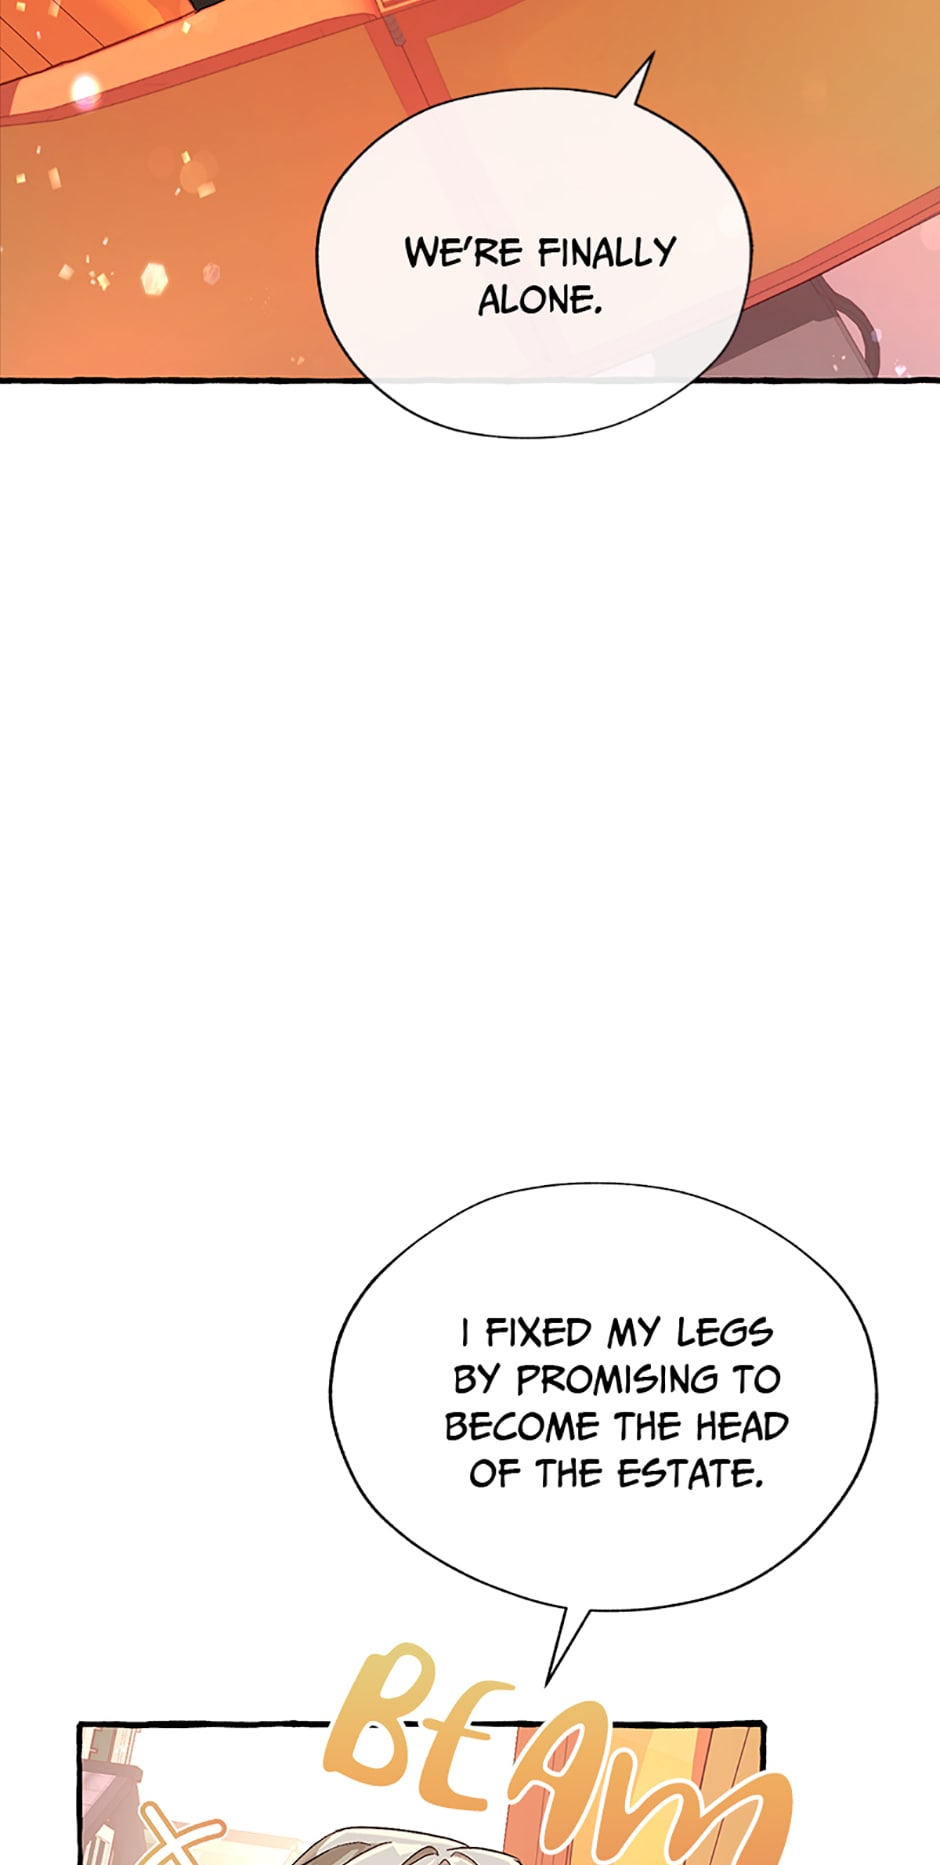 WE'RE FINALLY
ALONE.
I FIXED MY LEGS
BY PROMISING TO
BECOME THE HEAD
OF THE ESTATE.
BEAM